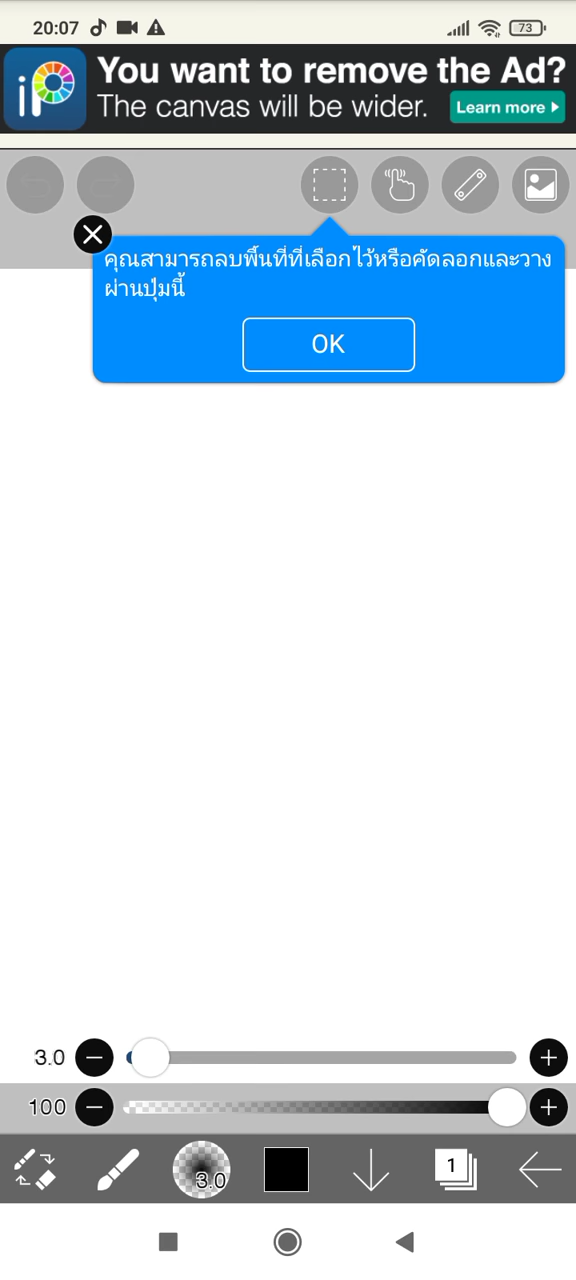 20:07
73
iP
You want to remove the Ad?
The canvas will be wider.
Learn more
คุณสามารถลบพื้นที่ที่เลือกไว้หรือคัดลอกและวาง
ผ่านปุ่มนี้
OK
3.0
100
3.0
1